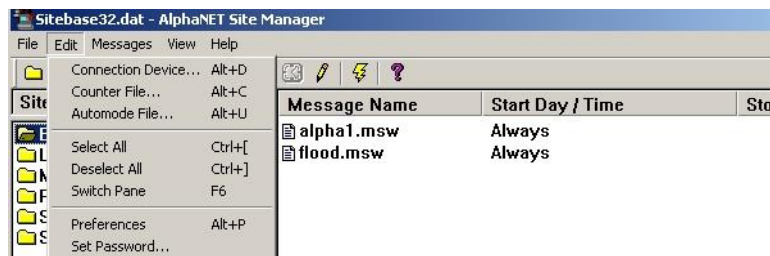 Sitebase32.dat - AlphaNET Site Manager
File Edit Messages View Help
Connection Device... Alt+D
Counter File... Alt+C
Automode File... Alt+U
Select All Ctrl+[
Deselect All Ctrl+]
Switch Pane F6
Preferences Alt+P
Set Password...
Site
Message Name Start Day / Time Sto
alpha1.msw Always
flood.msw Always